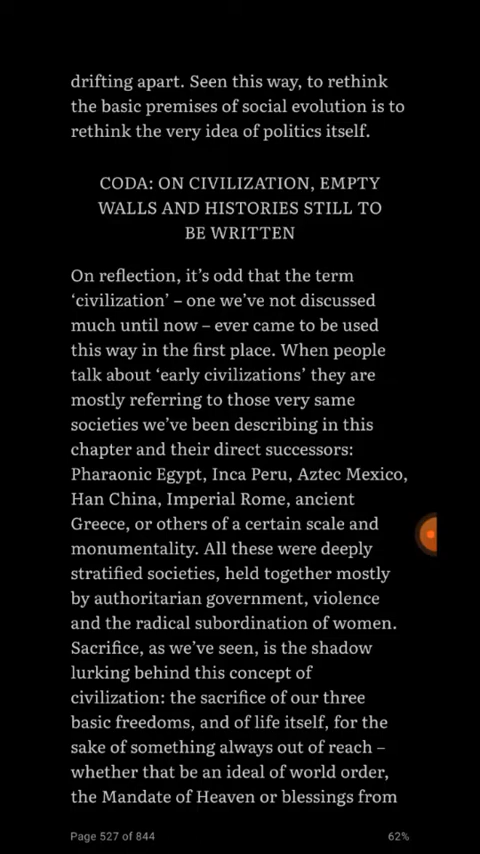 drifting apart. Seen this way, to rethink
the basic premises of social evolution is to
rethink the very idea of politics itself.
CODA: ON CIVILIZATION, EMPTY
WALLS AND HISTORIES STILL TO
BE WRITTEN
On reflection, it’s odd that the term
‘civilization’ – one we’ve not discussed
much until now – ever came to be used
this way in the first place. When people
talk about ‘early civilizations’ they are
mostly referring to those very same
societies we’ve been describing in this
chapter and their direct successors:
Pharaonic Egypt, Inca Peru, Aztec Mexico,
Han China, Imperial Rome, ancient
Greece, or others of a certain scale and
monumentality. All these were deeply
stratified societies, held together mostly
by authoritarian government, violence
and the radical subordination of women.
Sacrifice, as we’ve seen, is the shadow
lurking behind this concept of
civilization: the sacrifice of our three
basic freedoms, and of life itself, for the
sake of something always out of reach –
whether that be an ideal of world order,
the Mandate of Heaven or blessings from
Page 527 of 844 62%